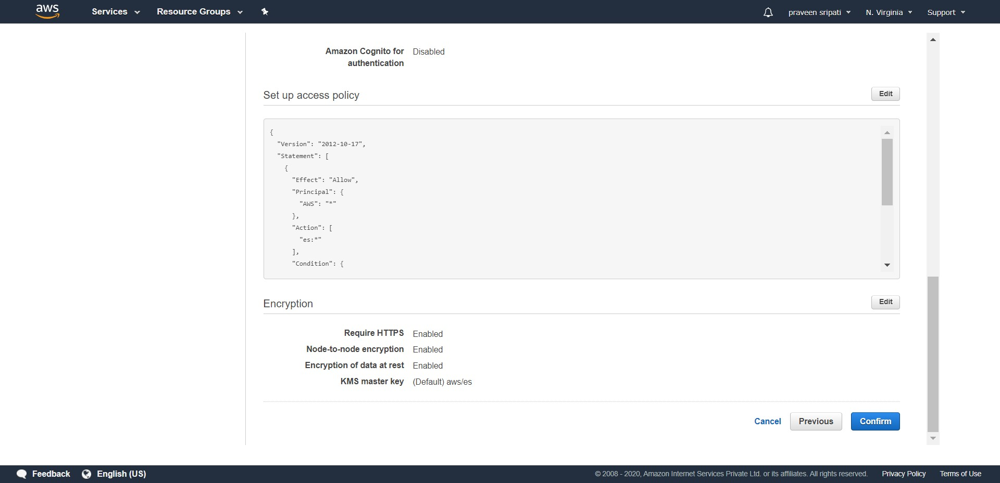 aws Services Resource Groups praveen sripati N. Virginia Support
Amazon Cognito for Disabled
authentication
Set up access policy Edit
{
"Version": "2012-10-17",
"Statement": [
{
"Effect": "Allow",
"Principal": {
"AWS": "*"
},
"Action": [
"es:*"
],
"Condition": {
Encryption Edit
Require HTTPS Enabled
Node-to-node encryption Enabled
Encryption of data at rest Enabled
KMS master key (Default) aws/es
Cancel Previous Confirm
Feedback English (US) © 2008 - 2020, Amazon Internet Services Private Ltd. or its affiliates. All rights reserved. Privacy Policy Terms of Use